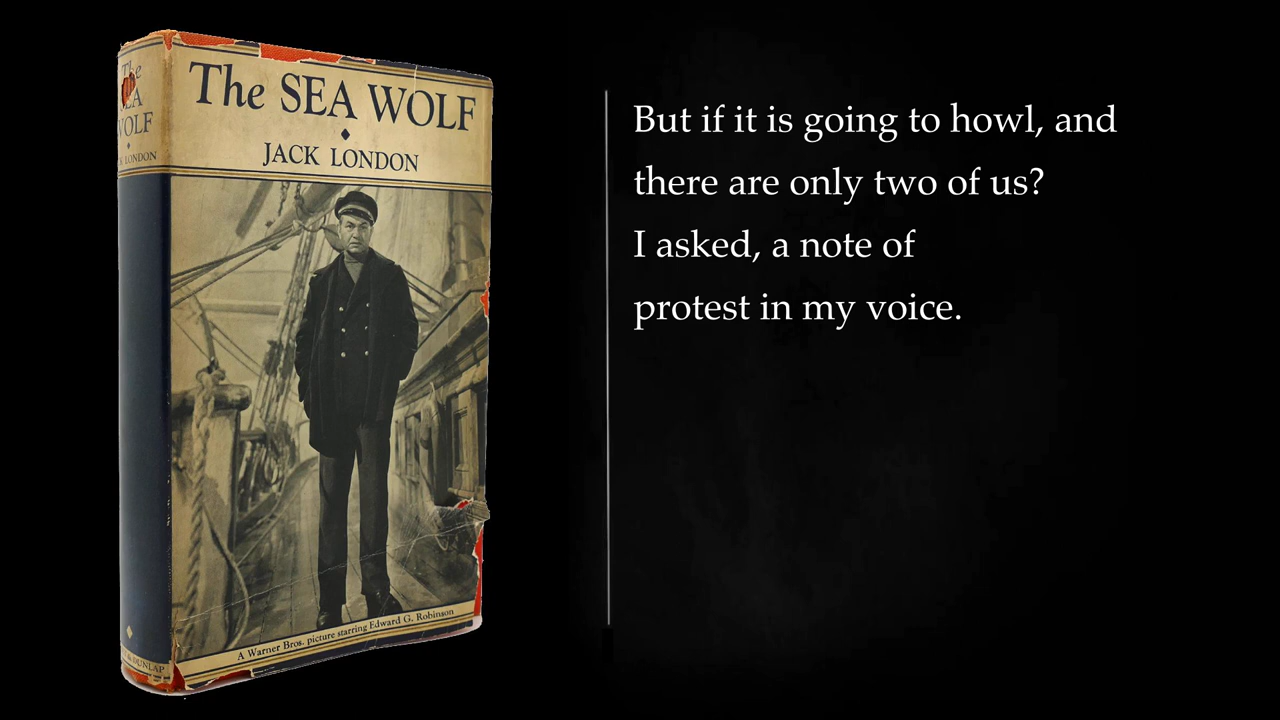 The
SEA
WOLF
LONDON
The SEA WOLF
JACK LONDON
A Warner Bros. picture starring Edward G. Robinson
DUNLAP
But if it is going to howl, and
there are only two of us?
I asked, a note of
protest in my voice.